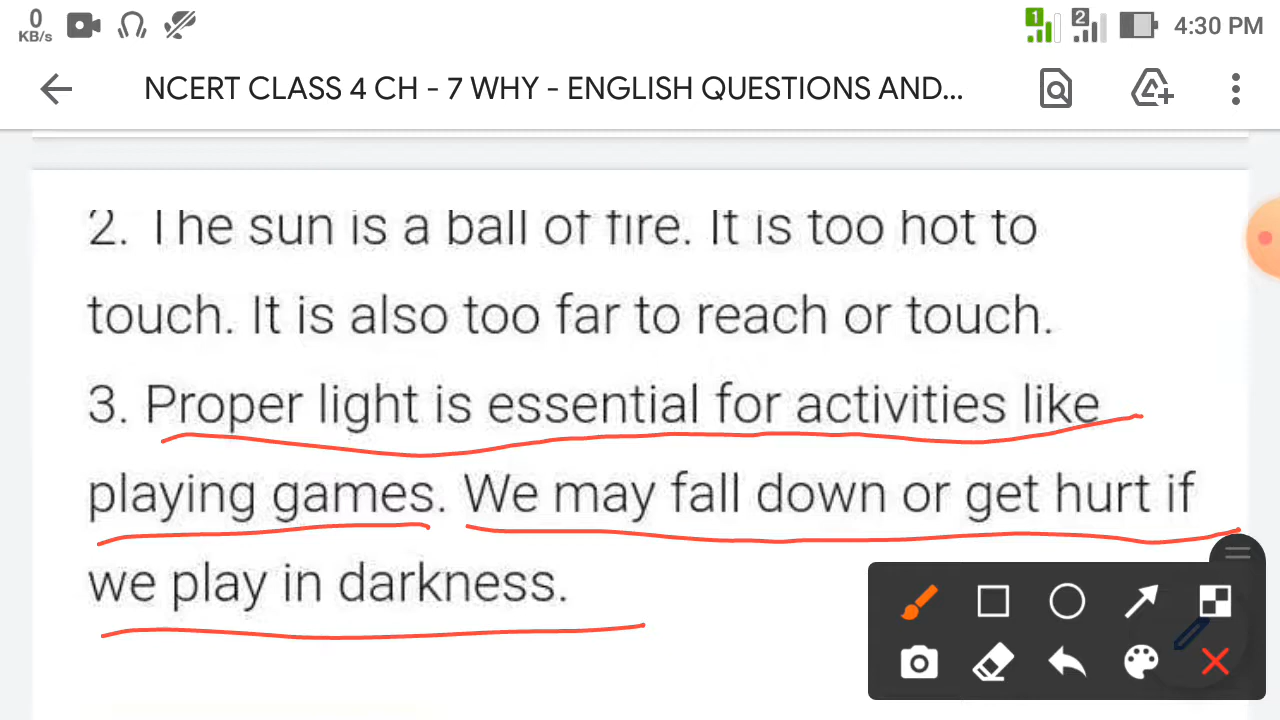 0
KB/s
1
2
4:30 PM
NCERT CLASS 4 CH - 7 WHY - ENGLISH QUESTIONS AND...
2. The sun is a ball of fire. It is too hot to
touch. It is also too far to reach or touch.
3. Proper light is essential for activities like
playing games. We may fall down or get hurt if
we play in darkness.